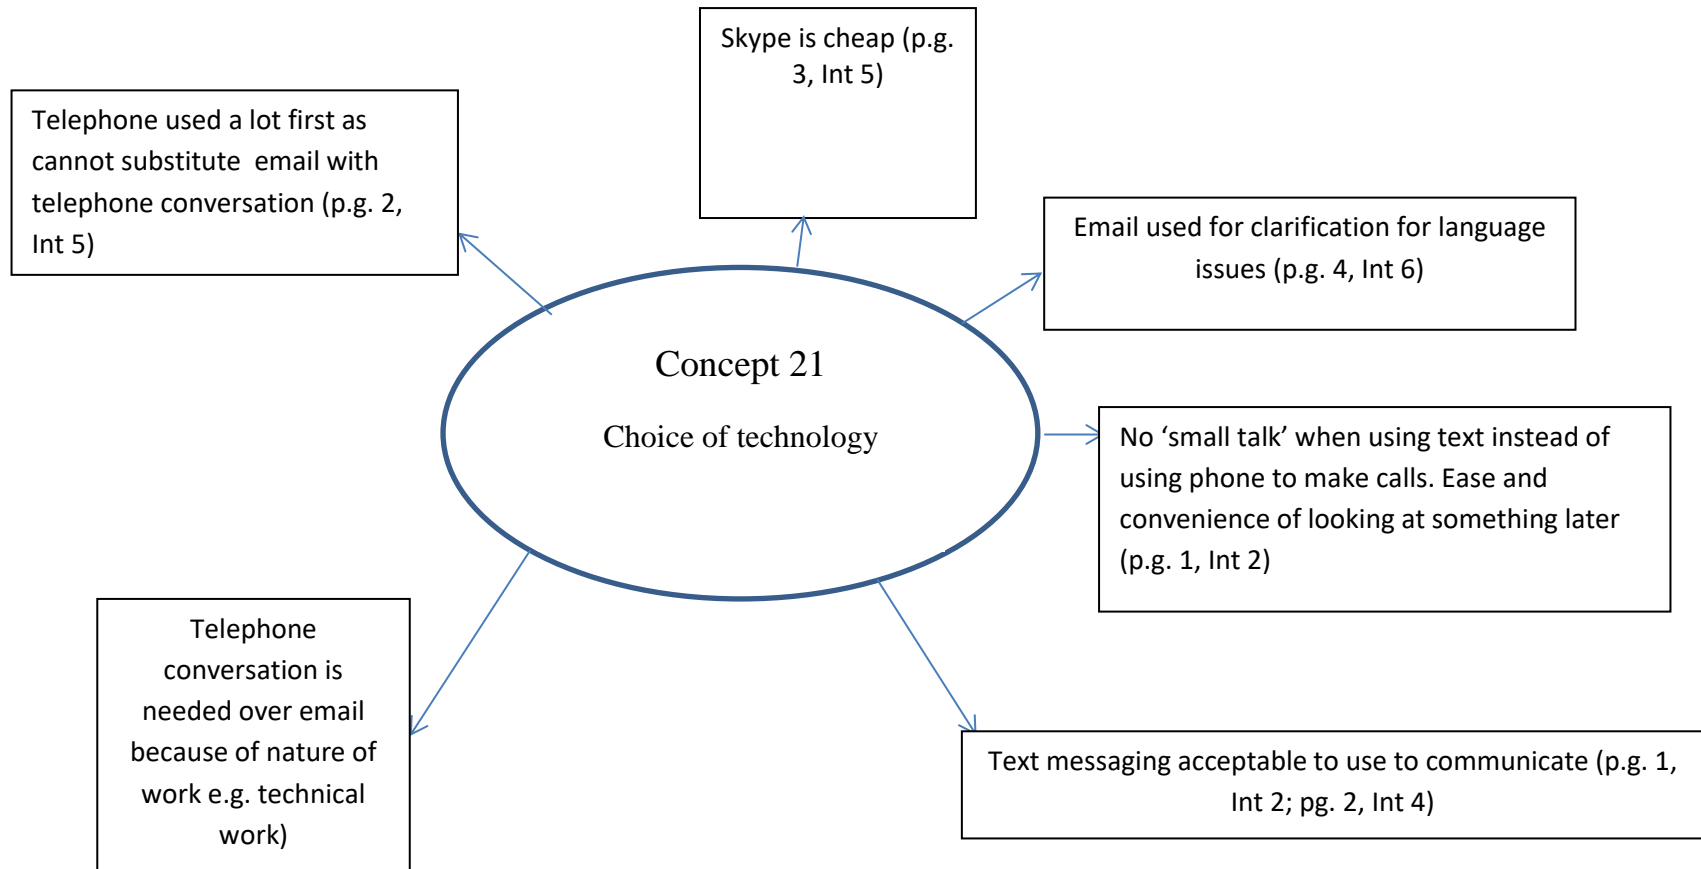 Skype is cheap (p.g.
3, Int 5)
Telephone used a lot first as
cannot substitute  email with
telephone conversation (p.g. 2,
Int 5)
Email used for clarification for language
issues (p.g. 4, Int 6)
Concept 21
Choice of technology
No ‘small talk’ when using text instead of
using phone to make calls. Ease and
convenience of looking at something later
(p.g. 1, Int 2)
Telephone
conversation is
needed over email
because of nature of
work e.g. technical
work)
Text messaging acceptable to use to communicate (p.g. 1,
Int 2; pg. 2, Int 4)